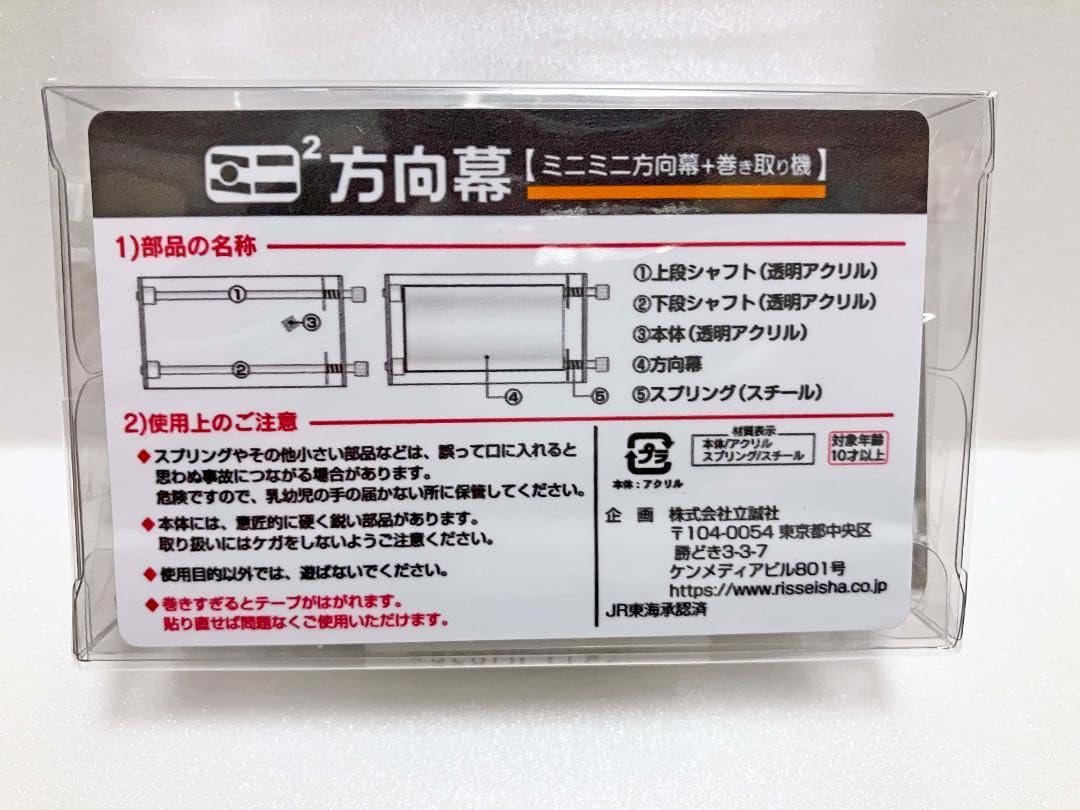 2方向幕【ミニミニ方向幕+巻き取り機】
1)部品の名称
①
③
②
④
⑤
①上段シャフト(透明アクリル)
②下段シャフト(透明アクリル)
③本体(透明アクリル)
④方向幕
⑤スプリング(スチール)
2)使用上のご注意
◆スプリングやその他小さい部品などは、誤って口に入れると
思わぬ事故につながる場合があります。
危険ですので、乳幼児の手の届かない所に保管してください。
◆本体には、意匠的に硬く鋭い部品があります。
取り扱いにはケガをしないようご注意ください。
◆使用目的以外では、遊ばないでください。
◆巻きすぎるとテープがはがれます。
貼り直せば問題なくご使用いただけます。
プラ
本体:アクリル
材質表示
本体/アクリル
スプリング/スチール
対象年齢
10才以上
企 画 株式会社立誠社
〒104-0054 東京都中央区
勝どき3-3-7
ケンメディアビル801号
https://www.risseisha.co.jp
JR東海承認済